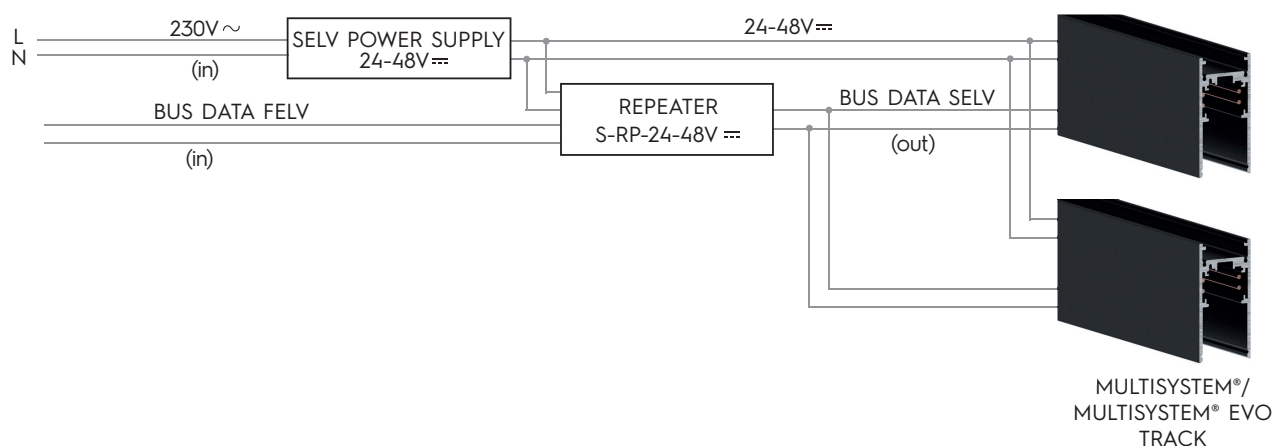 L
N
230V ~
(in)
SELV POWER SUPPLY
24-48V ⎓
24-48V ⎓
BUS DATA FELV
(in)
REPEATER
S-RP-24-48V ⎓
BUS DATA SELV
(out)
MULTISYSTEM®/
MULTISYSTEM® EVO
TRACK